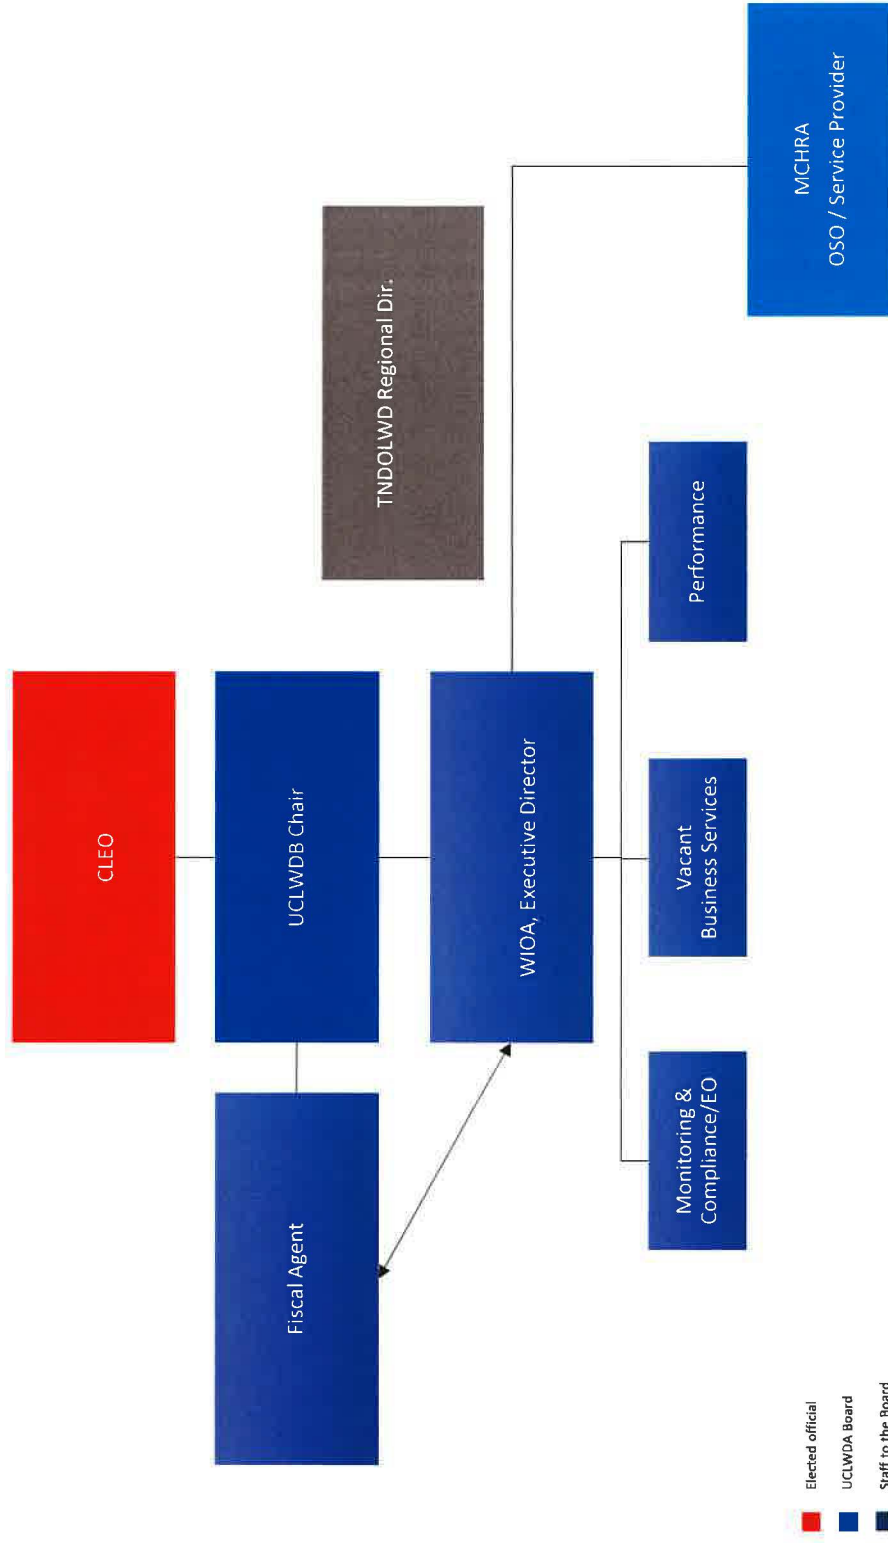 CLEO
UCLWDB Chair
Fiscal Agent
WIOA, Executive Director
TNDOLWD Regional Dir.
Monitoring &
Compliance/EO
Vacant
Business Services
Performance
MCHRA
OSO / Service Provider
Elected official
UCLWDA Board
Staff to the Board